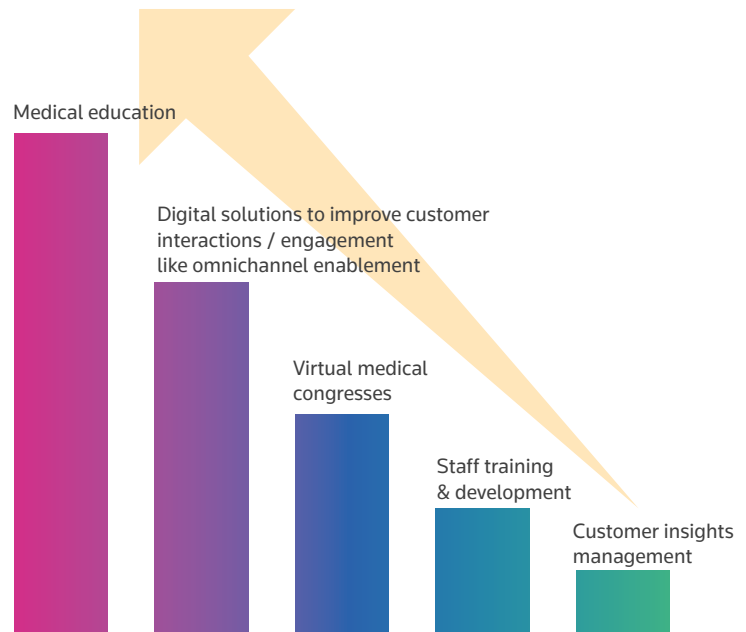 Medical education
Digital solutions to improve customer
interactions / engagement
like omnichannel enablement
Virtual medical
congresses
Staff training
& development
Customer insights
management